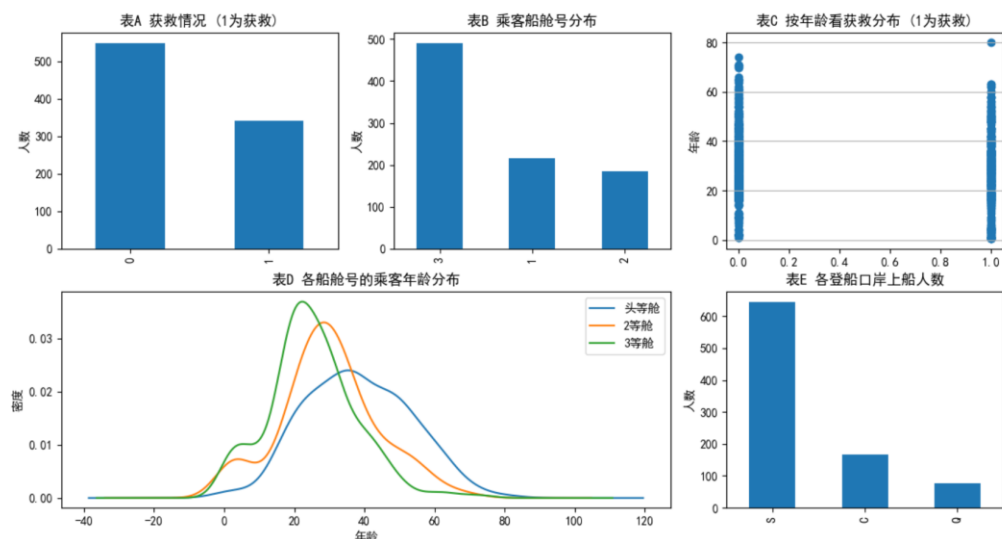 表A 获救情况 (1为获救)
人数
500
400
300
200
100
0
0
1
表B 乘客船舱号分布
人数
500
400
300
200
100
0
3
1
2
表C 按年龄看获救分布 (1为获救)
年龄
80
60
40
20
0
0.0
0.2
0.4
0.6
0.8
1.0
表D 各船舱号的乘客年龄分布
密度
0.03
0.02
0.01
0.00
头等舱
2等舱
3等舱
−40
−20
0
20
40
60
80
100
120
年龄
表E 各登船口岸上船人数
人数
600
500
400
300
200
100
0
S
C
Q